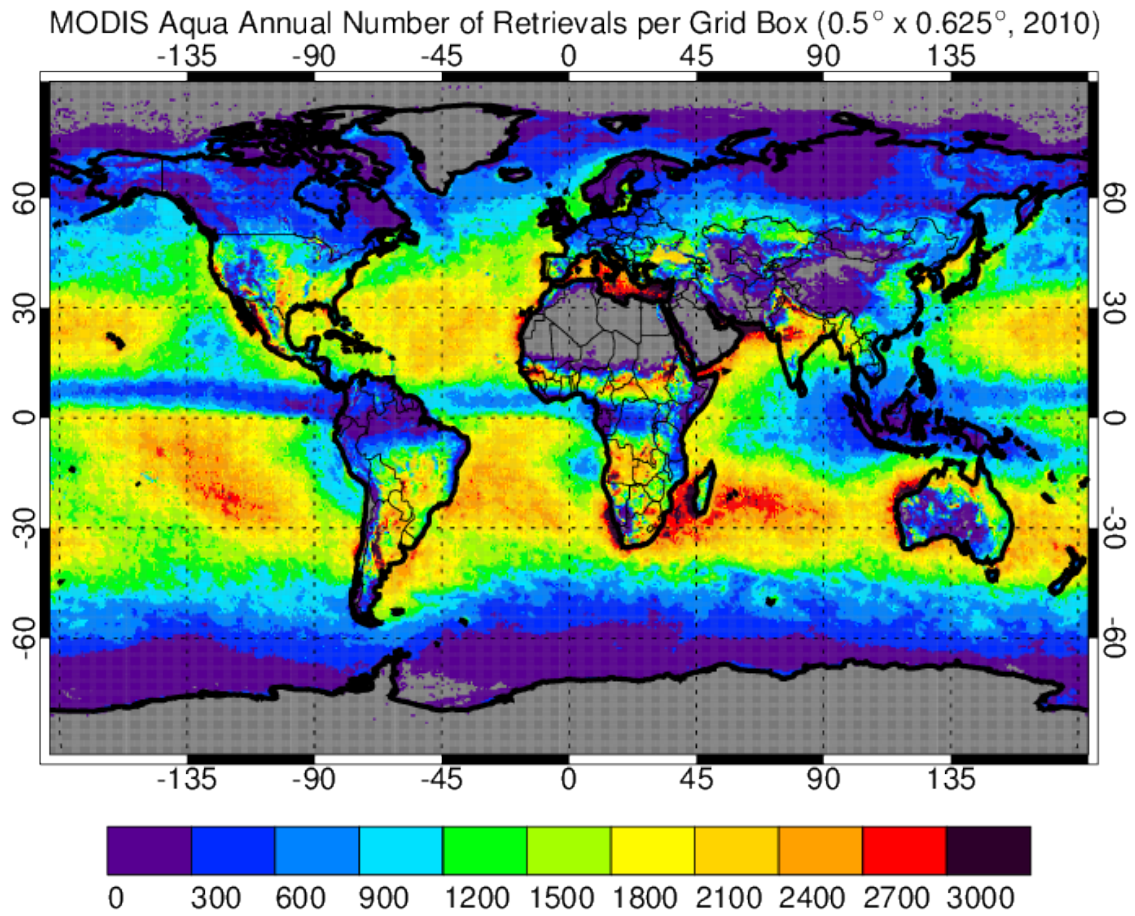 MODIS Aqua Annual Number of Retrievals per Grid Box (0.5° x 0.625°, 2010)
-135 -90 -45 0 45 90 135
60 60
30 30
0 0
-30 -30
-60 -60
-135 -90 -45 0 45 90 135
0 300 600 900 1200 1500 1800 2100 2400 2700 3000